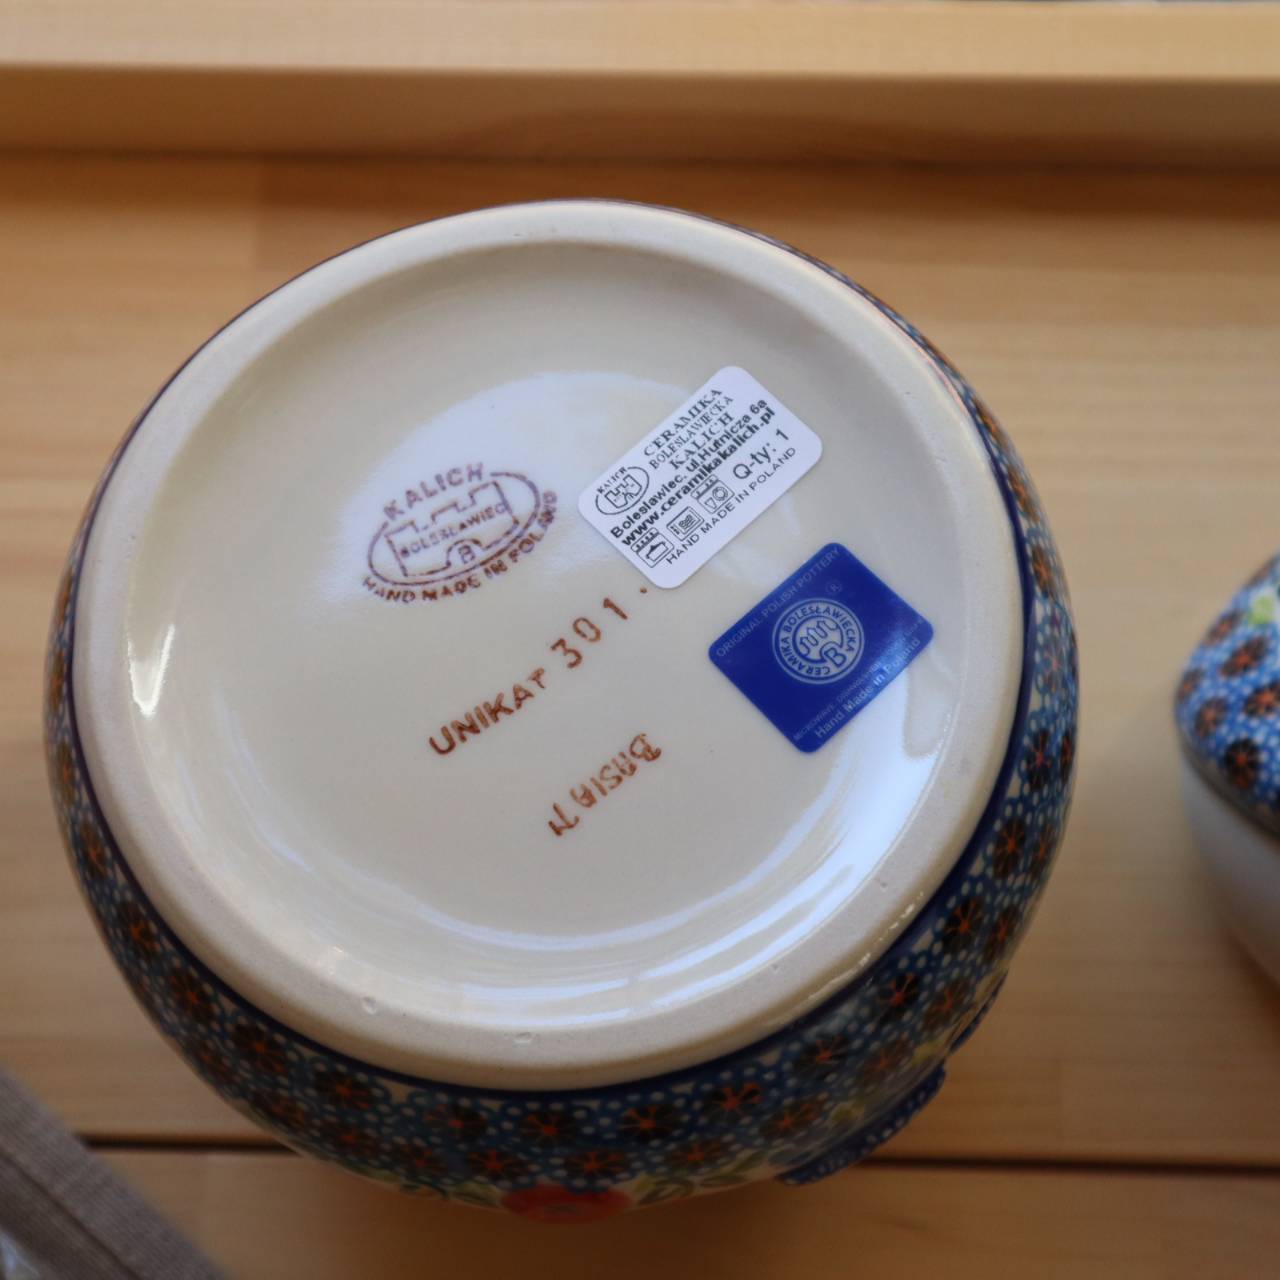 KALICH
BOLESŁAWIEC
B
HAND MADE IN POLAND
KALICH
CERAMIKA
BOLESŁAWIECKA
KALICH
Bolesławiec, ul.Hutnicza 6a
www.ceramikakalich.pl
Q-ty: 1
HAND MADE IN POLAND
UNIKAT 301.
BASIA T
ORIGINAL POLISH POTTERY
CERAMIKA BOLESŁAWIECKA
B
®
Hand Made in Poland